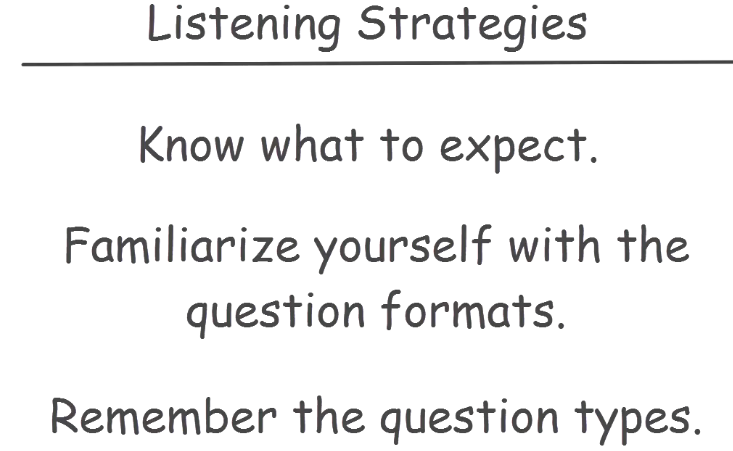 Listening Strategies
Know what to expect.
Familiarize yourself with the
question formats.
Remember the question types.